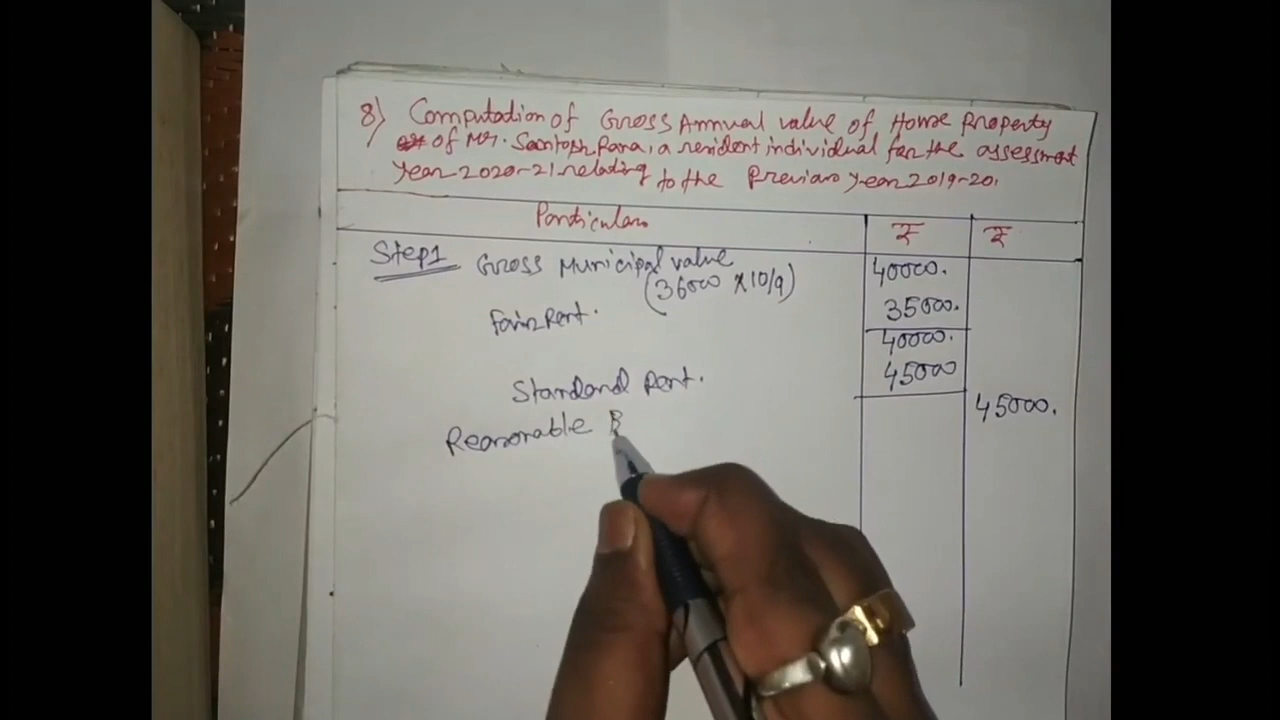 8) Computation of Gross Annual value of House Property
of Mr. Santosh Rana, a resident individual for the assessment
Year 2020-21 relating to the Previous Year 2019-20.
Particulars ₹ ₹
Step1 Gross Municipal value 40000.
(36000 x10/9)
Fair Rent. 35000.
40000.
Standard Rent. 45000
45000.
Reasonable R